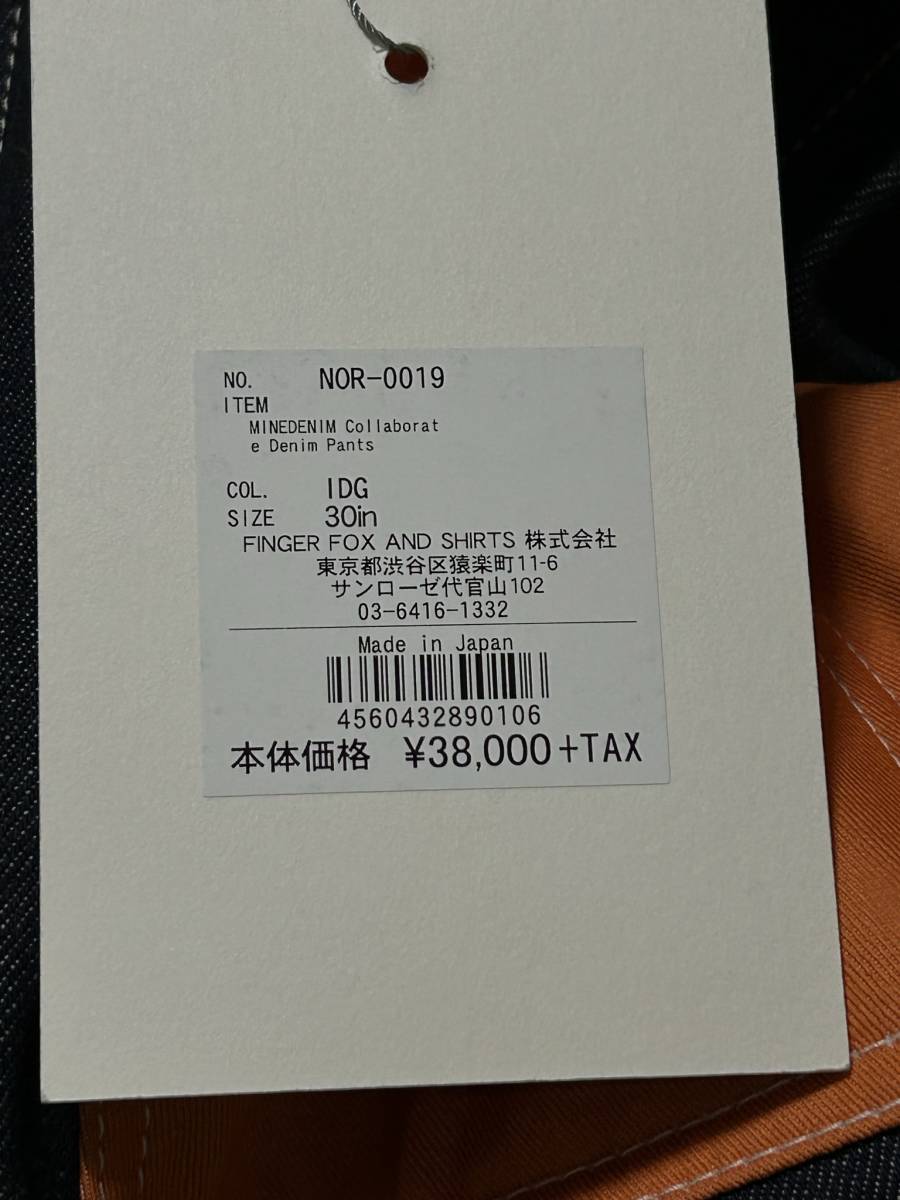 NO. NOR-0019
ITEM
MINEDENIM Collaborat
e Denim Pants
COL. IDG
SIZE 30in
FINGER FOX AND SHIRTS 株式会社
東京都渋谷区猿楽町11-6
サンローゼ代官山102
03-6416-1332
Made in Japan
4560432890106
本体価格 ¥38,000+TAX